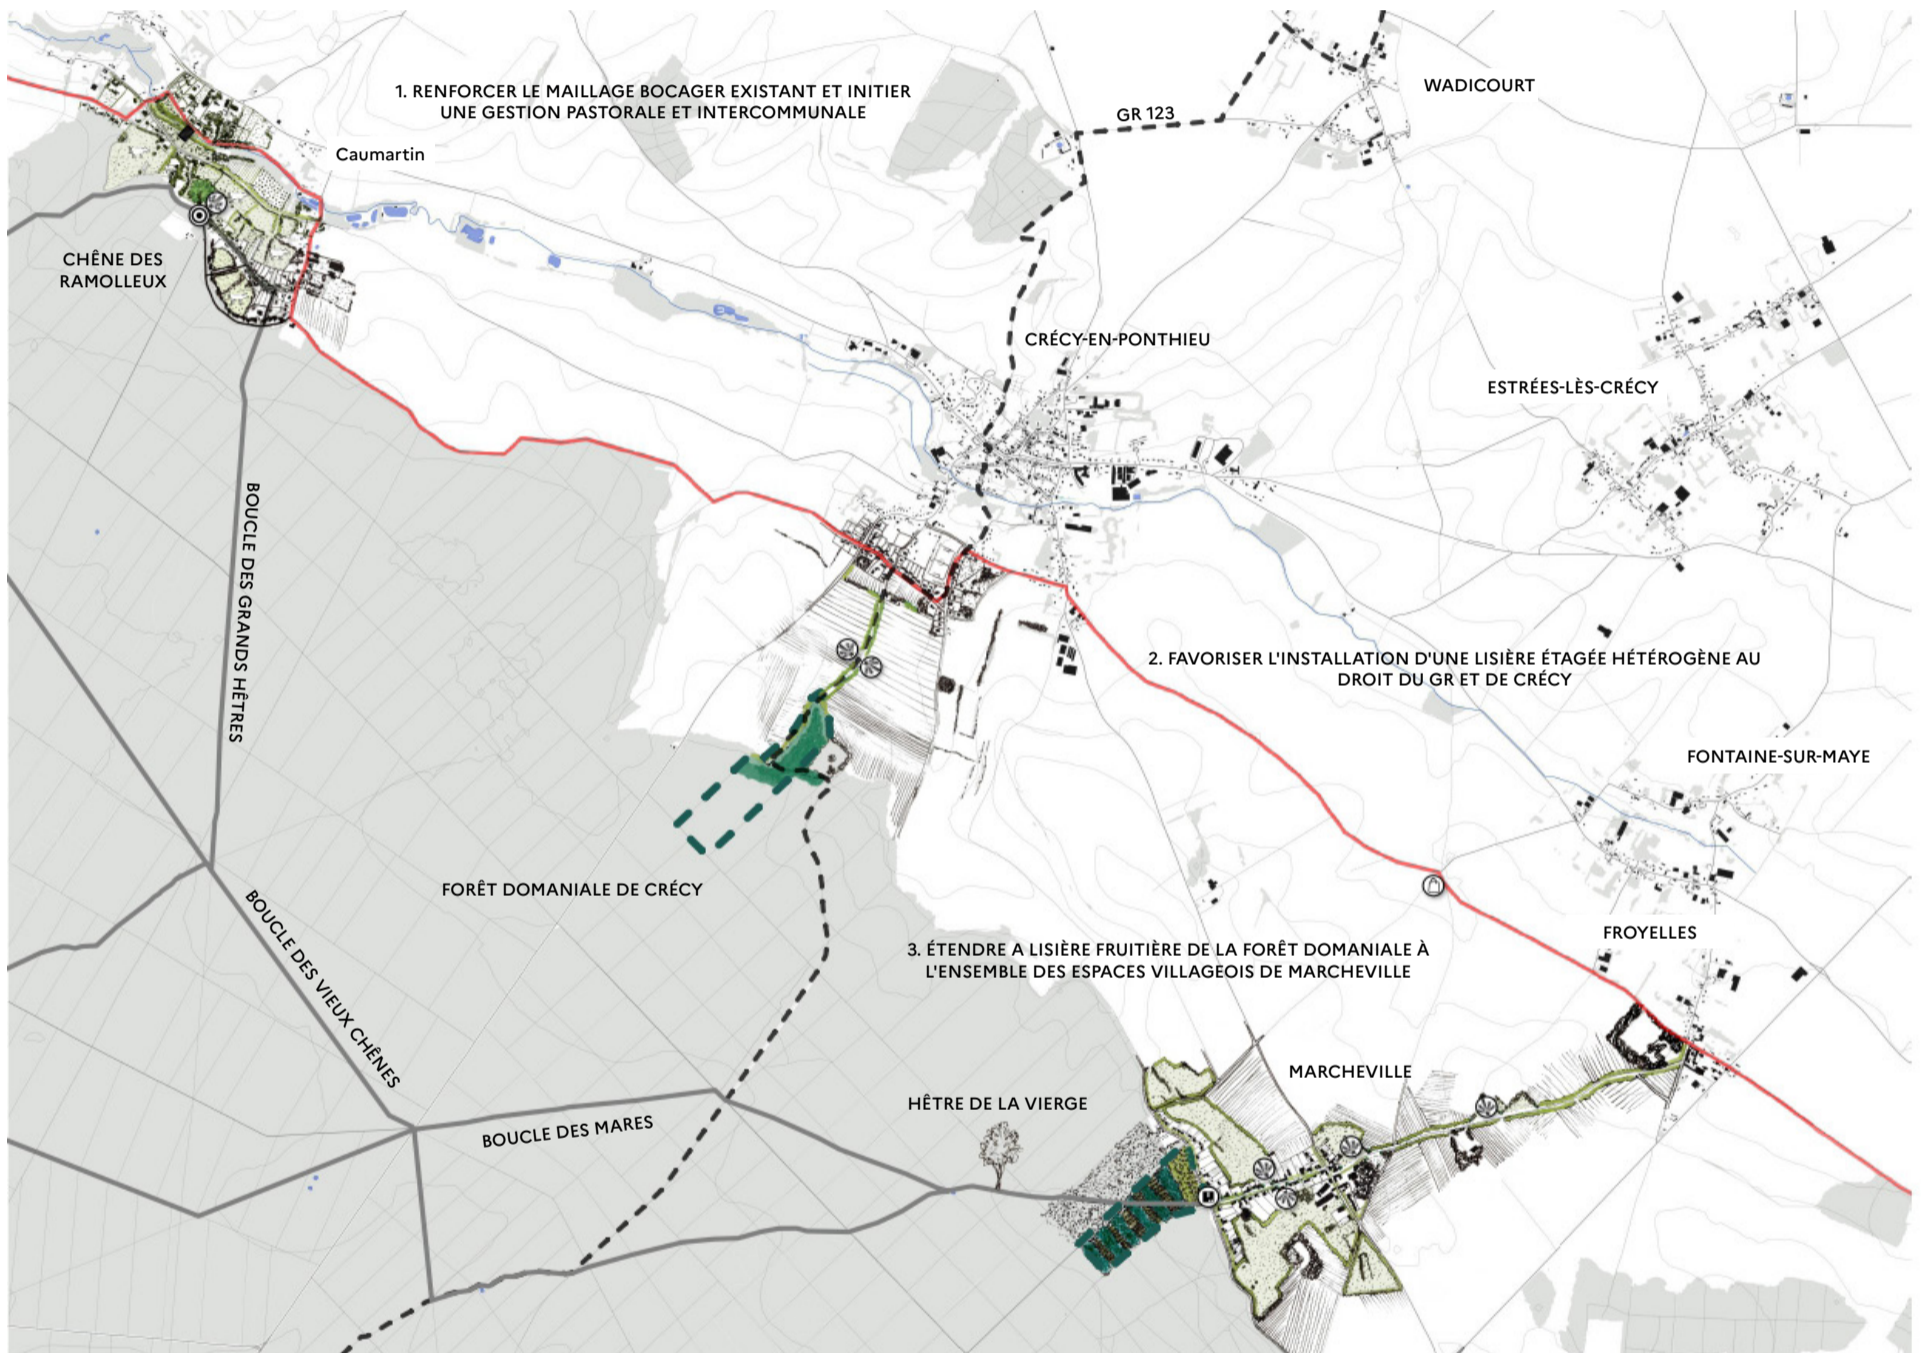 1. RENFORCER LE MAILLAGE BOCAGER EXISTANT ET INITIER
UNE GESTION PASTORALE ET INTERCOMMUNALE
WADICOURT
GR 123
Caumartin
CHÊNE DES
RAMOLLEUX
CRÉCY-EN-PONTHIEU
ESTRÉES-LÈS-CRÉCY
BOUCLE DES GRANDS HÊTRES
2. FAVORISER L'INSTALLATION D'UNE LISIÈRE ÉTAGÉE HÉTÉROGÈNE AU
DROIT DU GR ET DE CRÉCY
FONTAINE-SUR-MAYE
FORÊT DOMANIALE DE CRÉCY
BOUCLE DES VIEUX CHÊNES
FROYELLES
3. ÉTENDRE A LISIÈRE FRUITIÈRE DE LA FORÊT DOMANIALE À
L'ENSEMBLE DES ESPACES VILLAGEOIS DE MARCHEVILLE
MARCHEVILLE
HÊTRE DE LA VIERGE
BOUCLE DES MARES